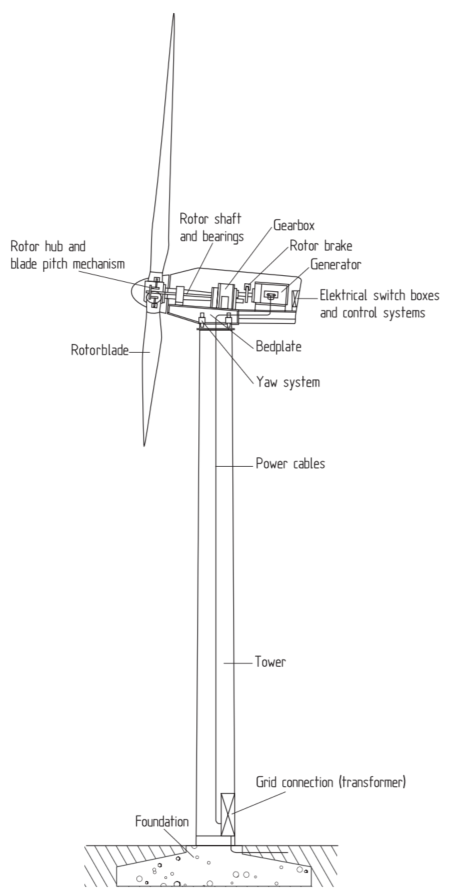 Rotor shaft
and bearings
Gearbox
Rotor hub and
blade pitch mechanism
Rotor brake
Generator
Elektrical switch boxes
and control systems
Rotorblade
Bedplate
Yaw system
Power cables
Tower
Grid connection (transformer)
Foundation